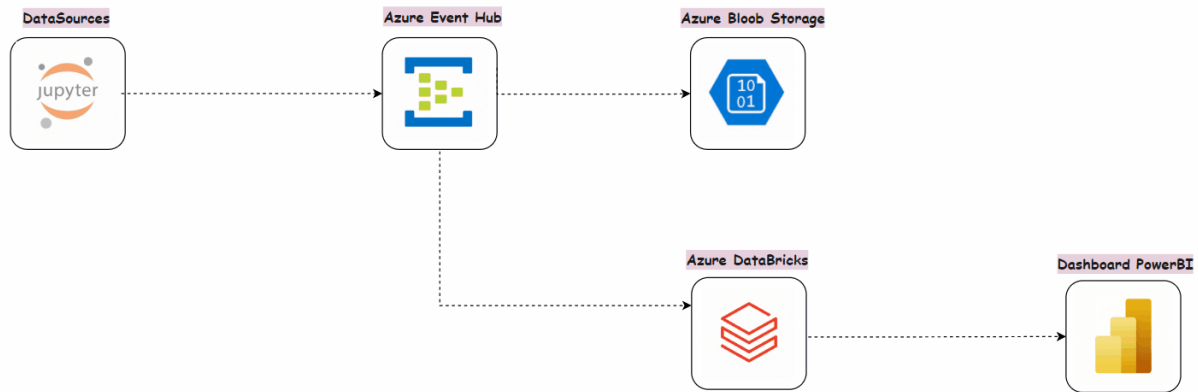 DataSources
Azure Event Hub
Azure Bloob Storage
jupyter
10
01
Azure DataBricks
Dashboard PowerBI